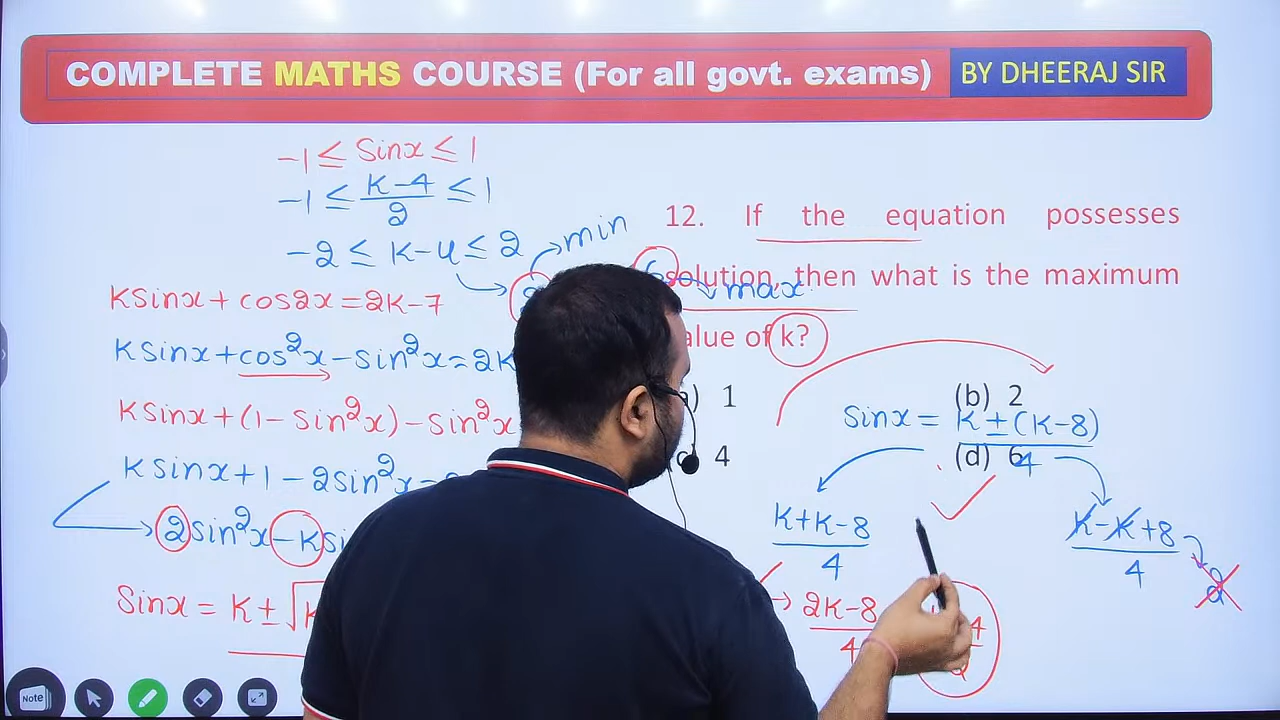 COMPLETE MATHS COURSE (For all govt. exams) BY DHEERAJ SIR
-1 ≤ Sinx ≤ 1
-1 ≤ K-4/2 ≤ 1
-2 ≤ K-4 ≤ 2
min
max
12. If the equation possesses
solution, then what is the maximum
of k?
1
(b) 2
4
(d) 6
Ksinx + cos2x = 2K-7
Ksinx + cos²x - sin²x = 2K
Ksinx + (1 - sin²x) - sin²x
Ksinx + 1 - 2sin²x
2sin²x - K
Sinx = K ± √
Sinx = K ± (K-8)/4
K+K-8/4
K-K+8/4
2
2K-8/4
Note